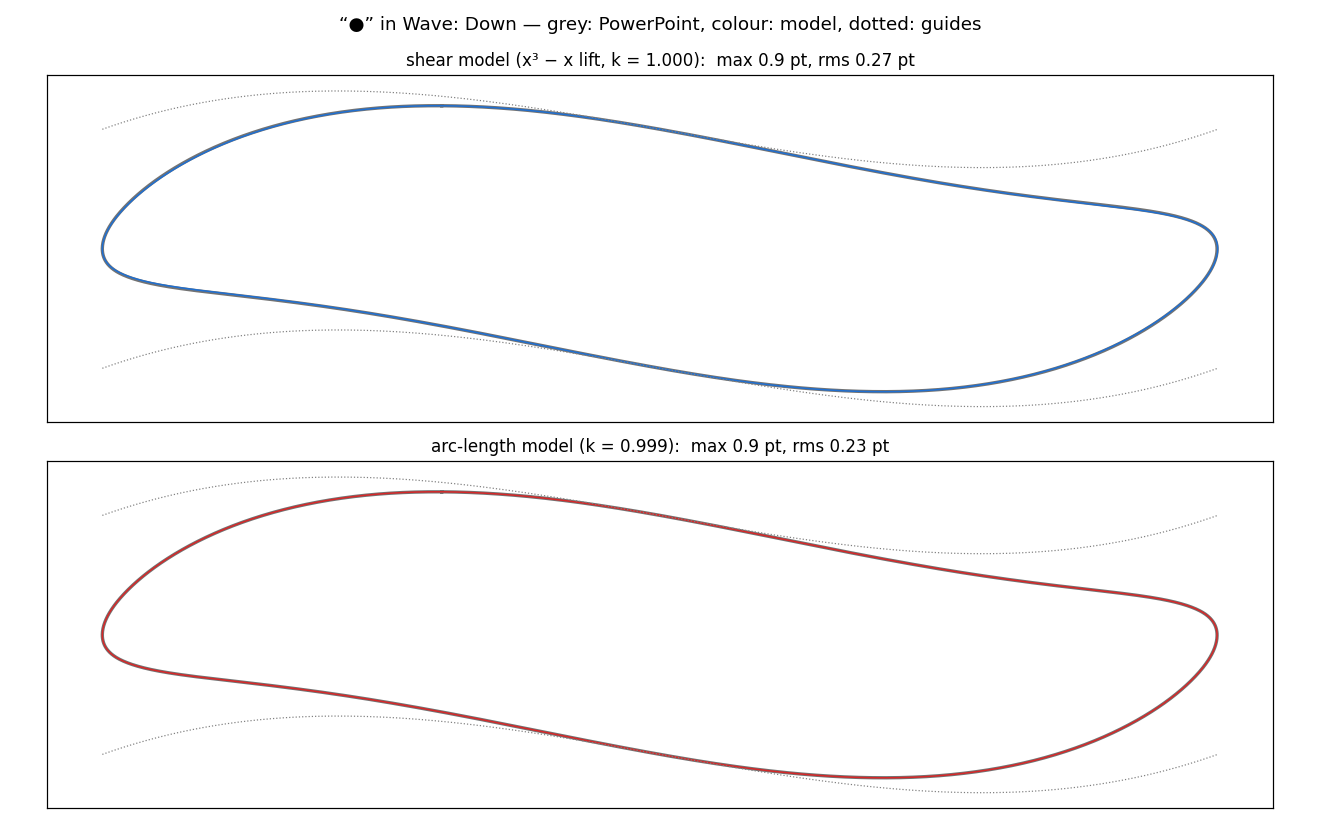 “●” in Wave: Down — grey: PowerPoint, colour: model, dotted: guides
shear model (x³ − x lift, k = 1.000):  max 0.9 pt, rms 0.27 pt
arc-length model (k = 0.999):  max 0.9 pt, rms 0.23 pt